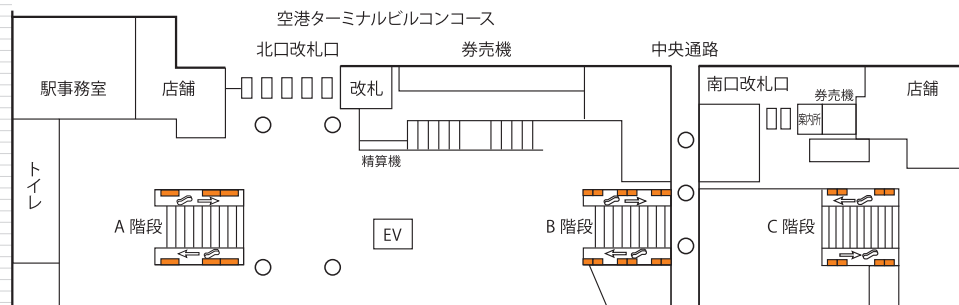 空港ターミナルビルコンコース
北口改札口
券売機
中央通路
駅事務室
店舗
改札
南口改札口
券売機
案内所
店舗
精算機
トイレ
A 階段
EV
B 階段
C 階段